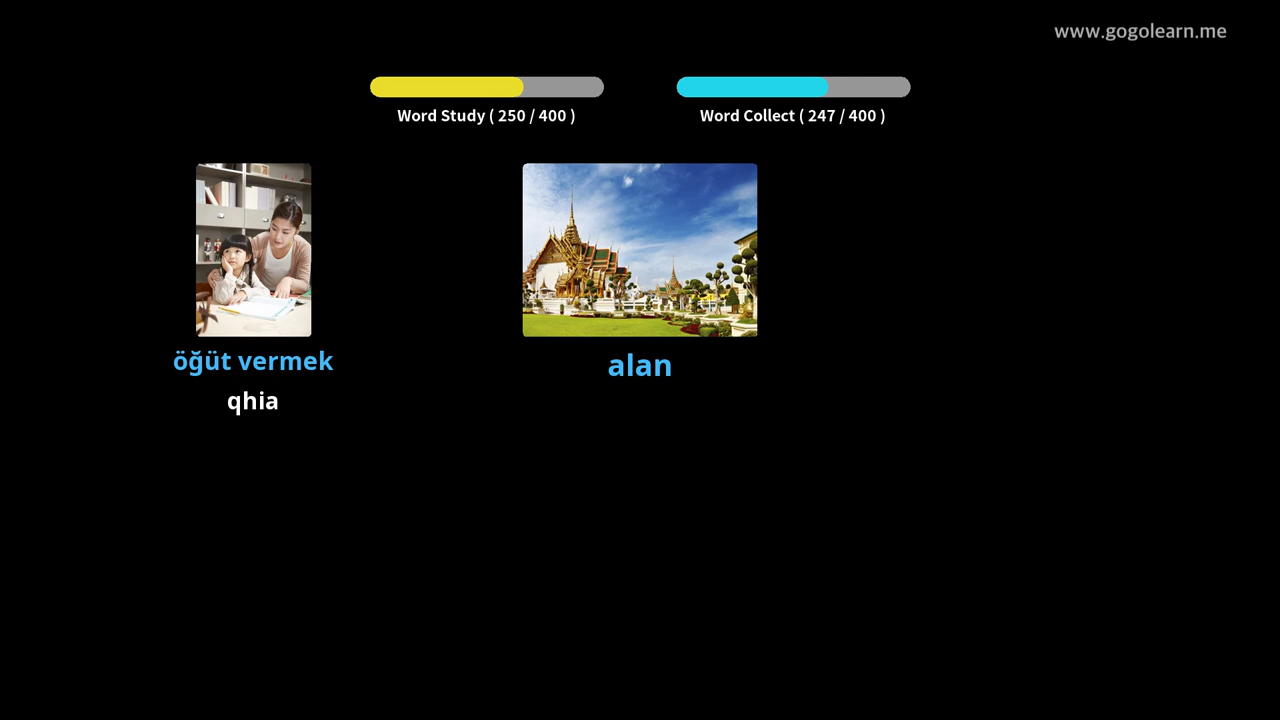 www.gogolearn.me
Word Study ( 250 / 400 )
Word Collect ( 247 / 400 )
öğüt vermek
qhia
alan